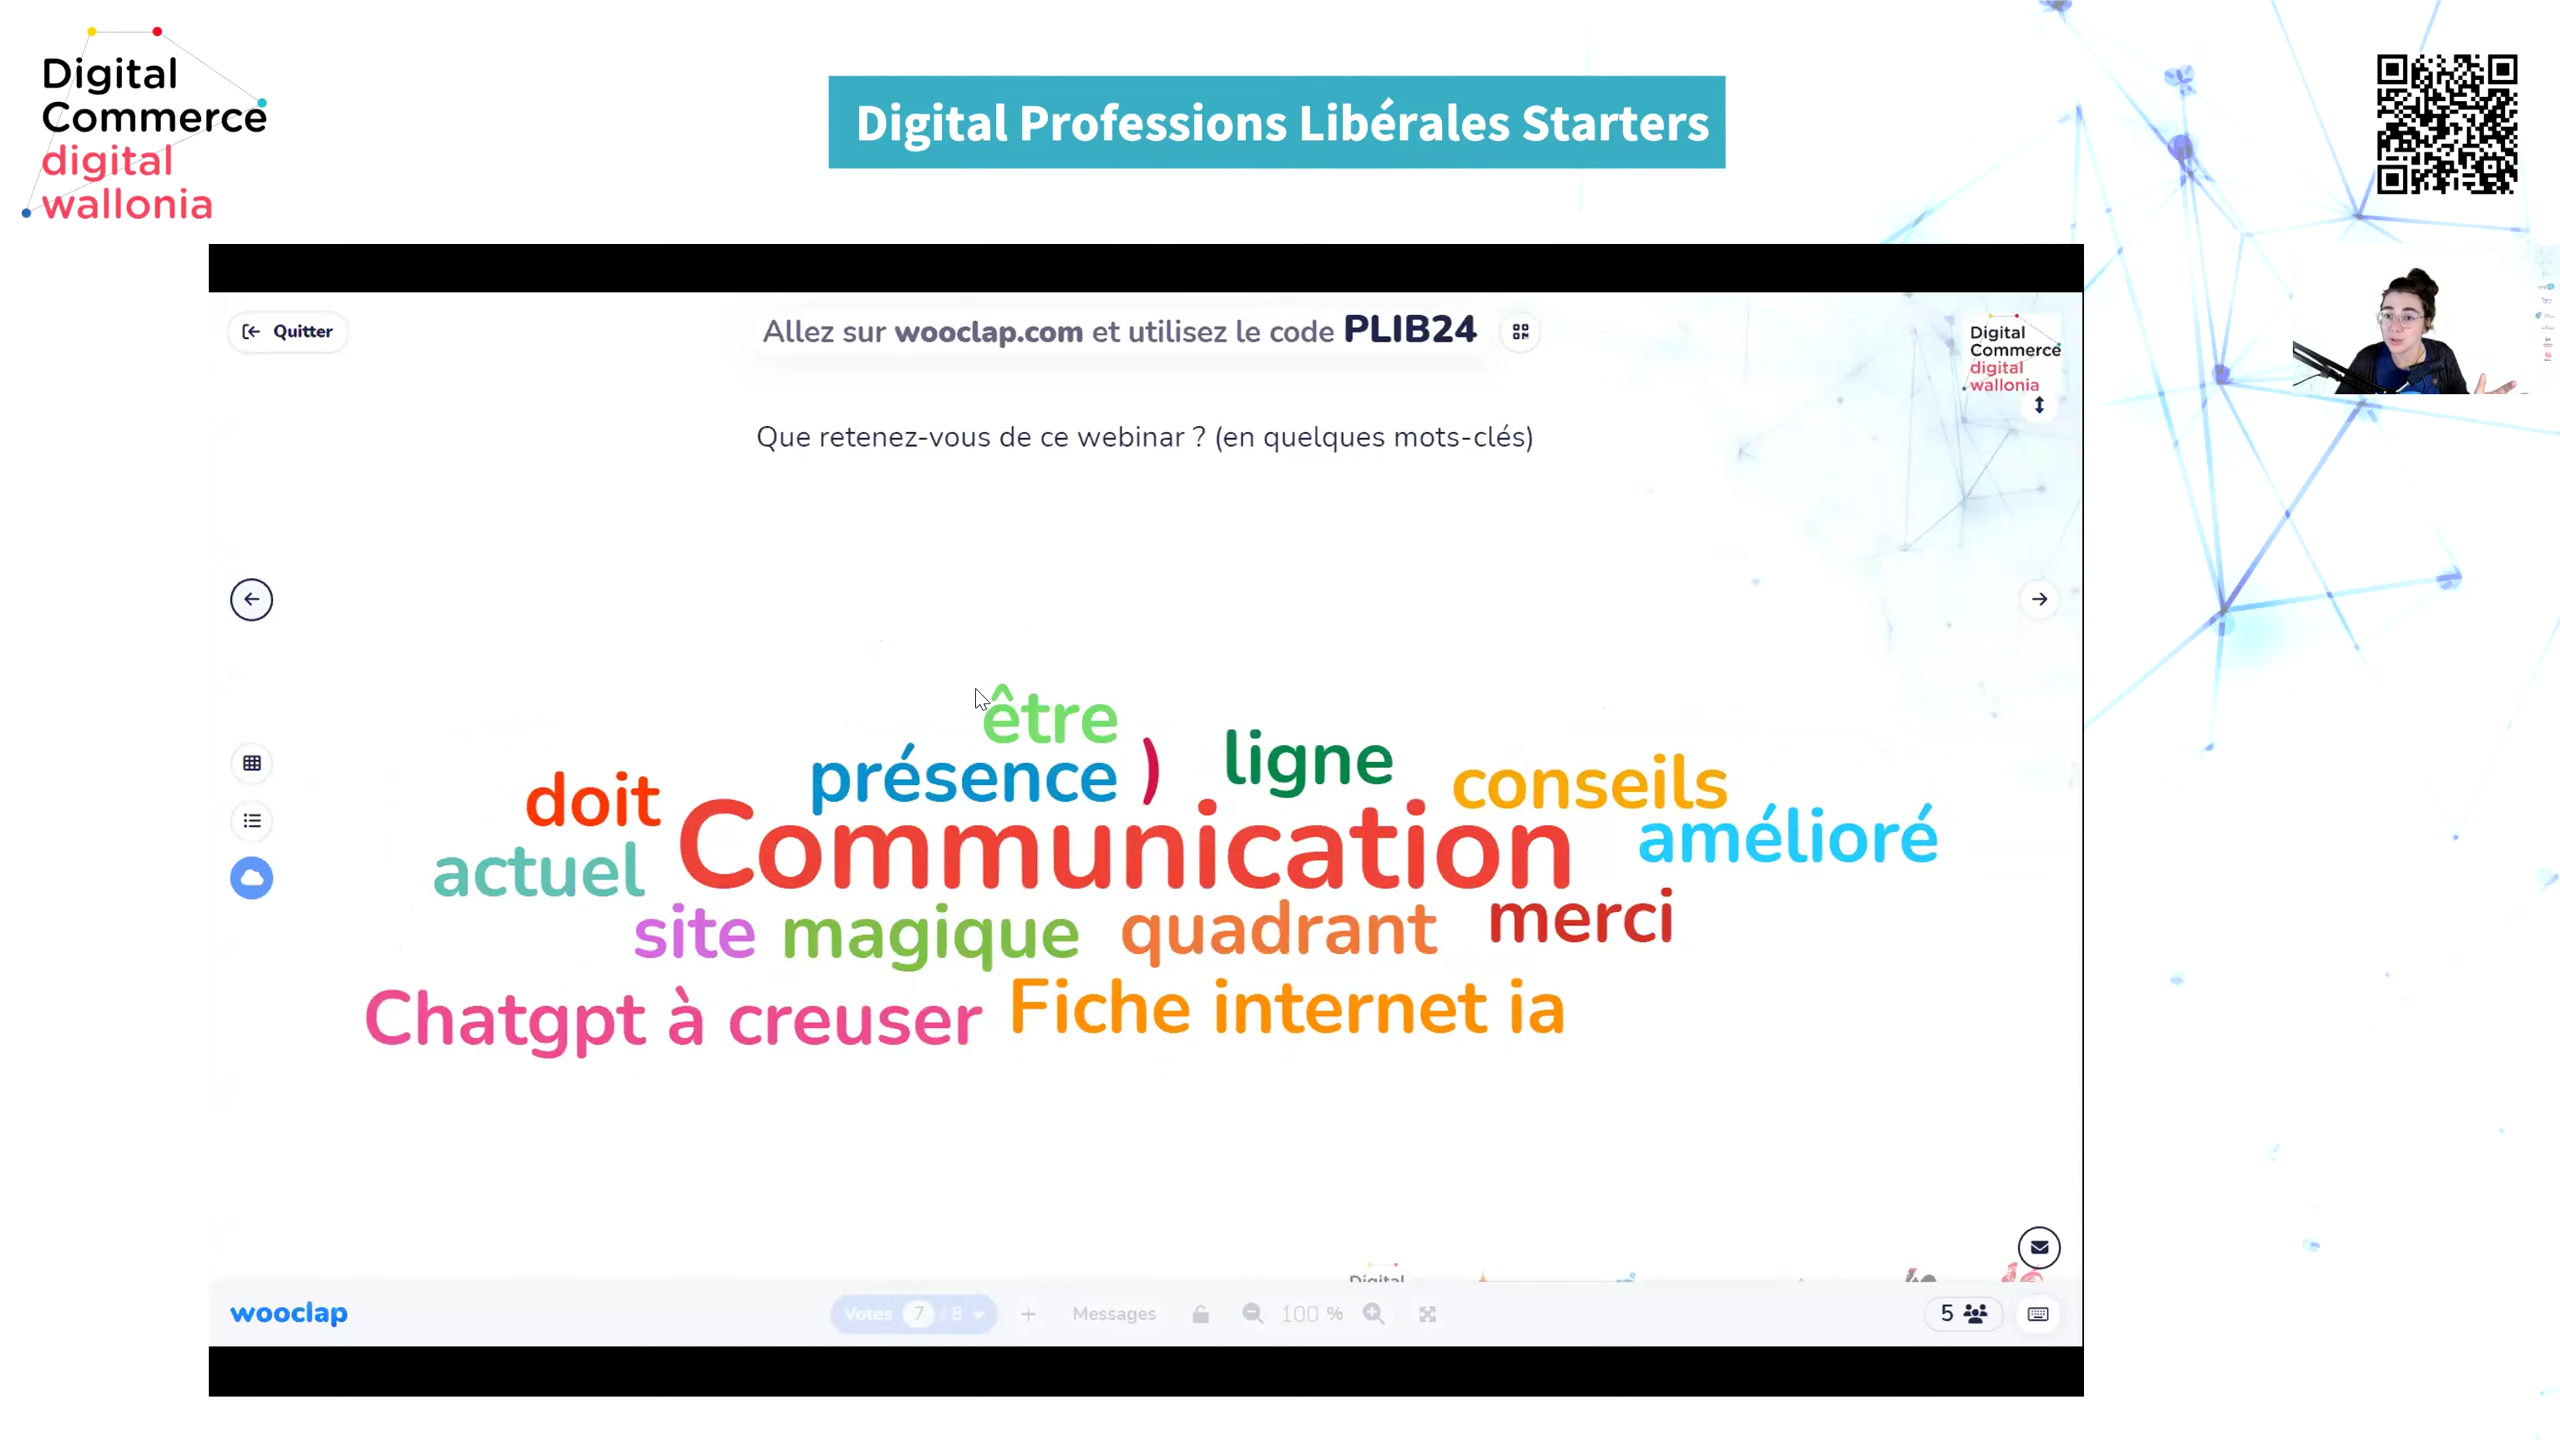 Digital
Commerce
digital
wallonia
Digital Professions Libérales Starters
Quitter
Allez sur wooclap.com et utilisez le code PLIB24
Digital
Commerce
digital
wallonia
Que retenez-vous de ce webinar ? (en quelques mots-clés)
être
présence ) ligne
doit conseils
Communication
amélioré
actuel
site magique quadrant merci
Chatgpt à creuser Fiche internet ia
Digital
wooclap
Votes 7 / 8
+ Messages
100 %
5